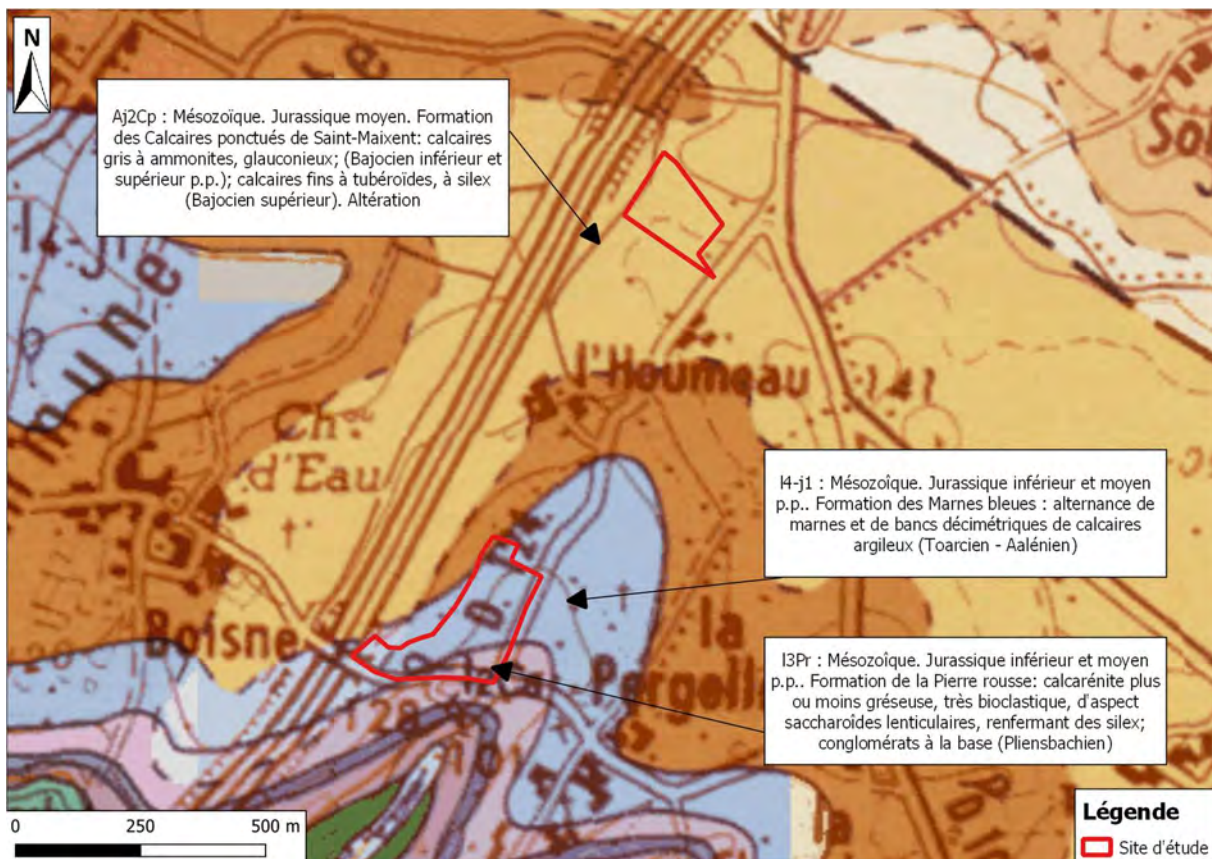 N
Aj2Cp : Mésozoïque. Jurassique moyen. Formation
des Calcaires ponctués de Saint-Maixent: calcaires
gris à ammonites, glauconieux; (Bajocien inférieur et
supérieur p.p.); calcaires fins à tubéroïdes, à silex
(Bajocien supérieur). Altération
l'Houmeau
141
Ch
d'Eau
l4-j1 : Mésozoïque. Jurassique inférieur et moyen
p.p.. Formation des Marnes bleues : alternance de
marnes et de bancs décimétriques de calcaires
argileux (Toarcien - Aalénien)
Boisne
la
l3Pr : Mésozoîque. Jurassique inférieur et moyen
p.p.. Formation de la Pierre rousse: calcarénite plus
ou moins gréseuse, très bioclastique, d'aspect
saccharoîdes lenticulaires, renfermant des silex;
conglomérats à la base (Pliensbachien)
128
0 250 500 m
Légende
Site d'étude